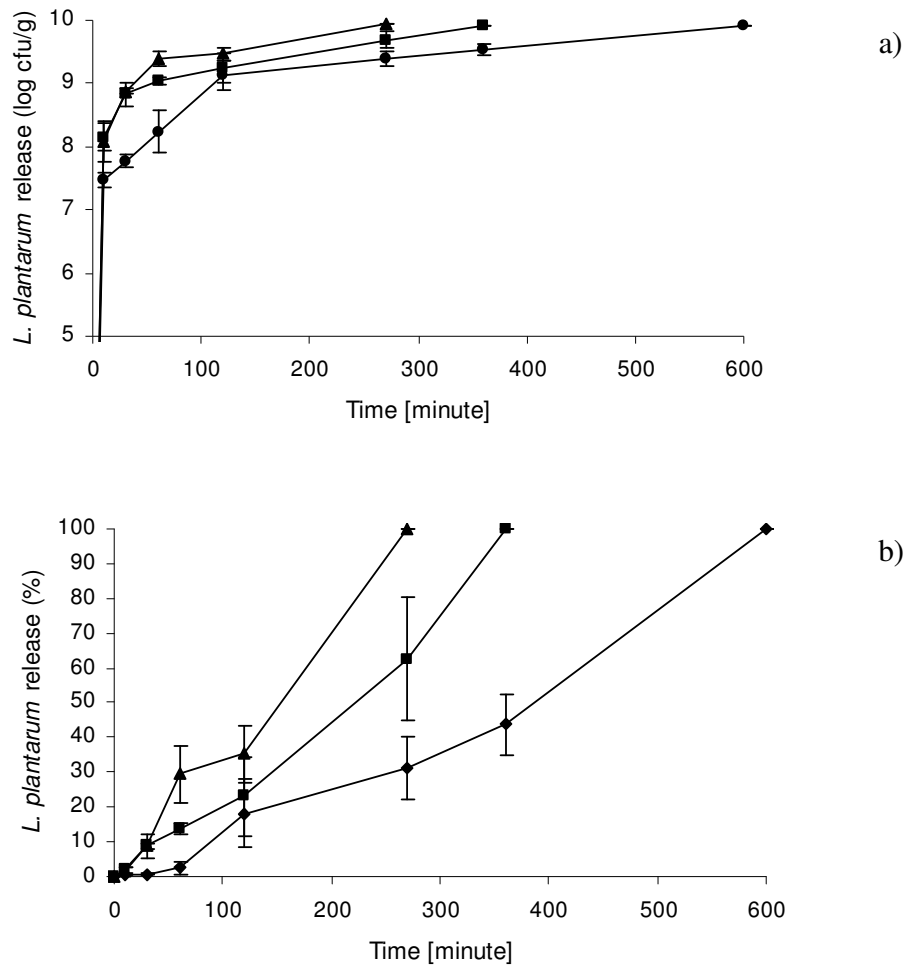 L. plantarum release (log cfu/g)
10
9
8
7
6
5
0 100 200 300 400 500 600
Time [minute]
a)
L. plantarum release (%)
100
90
80
70
60
50
40
30
20
10
0
0 100 200 300 400 500 600
Time [minute]
b)